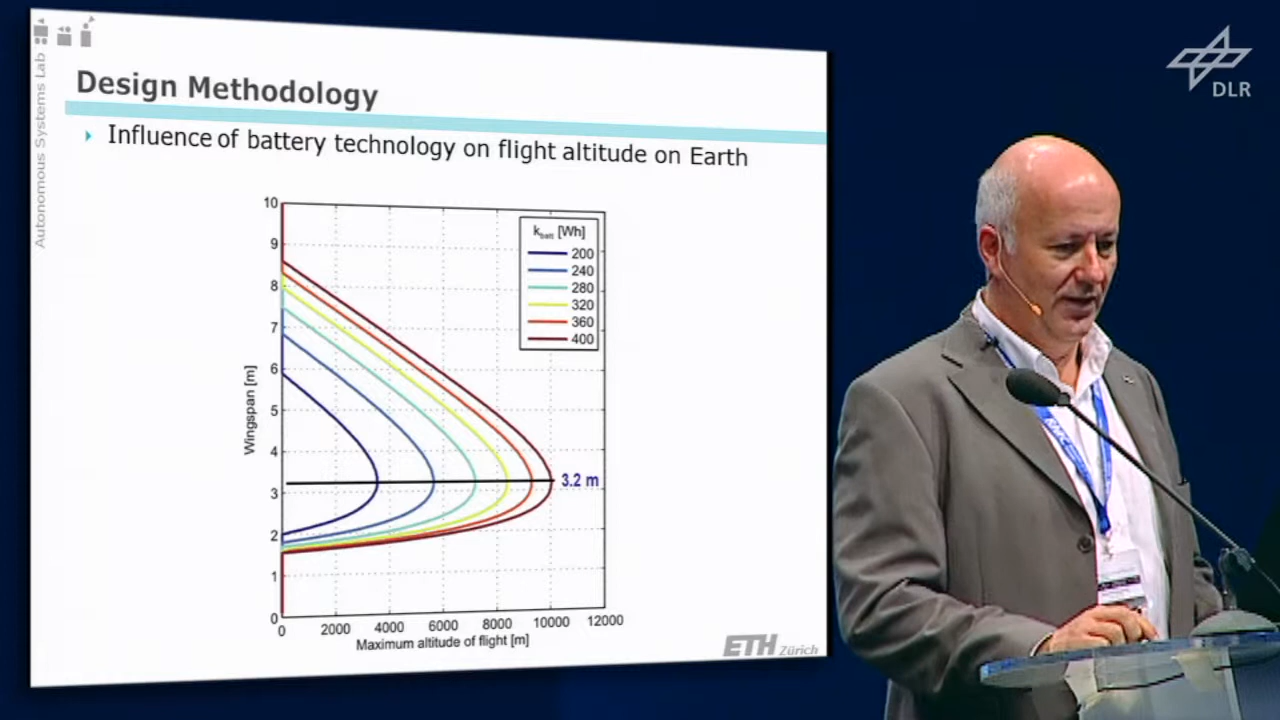 DLR
Autonomous Systems Lab
Design Methodology
Influence of battery technology on flight altitude on Earth
10
9
8
7
6
5
4
3
2
1
0
Wingspan [m]
k_batt [Wh]
200
240
280
320
360
400
3.2 m
0 2000 4000 6000 8000 10000 12000
Maximum altitude of flight [m]
ETH Zürich